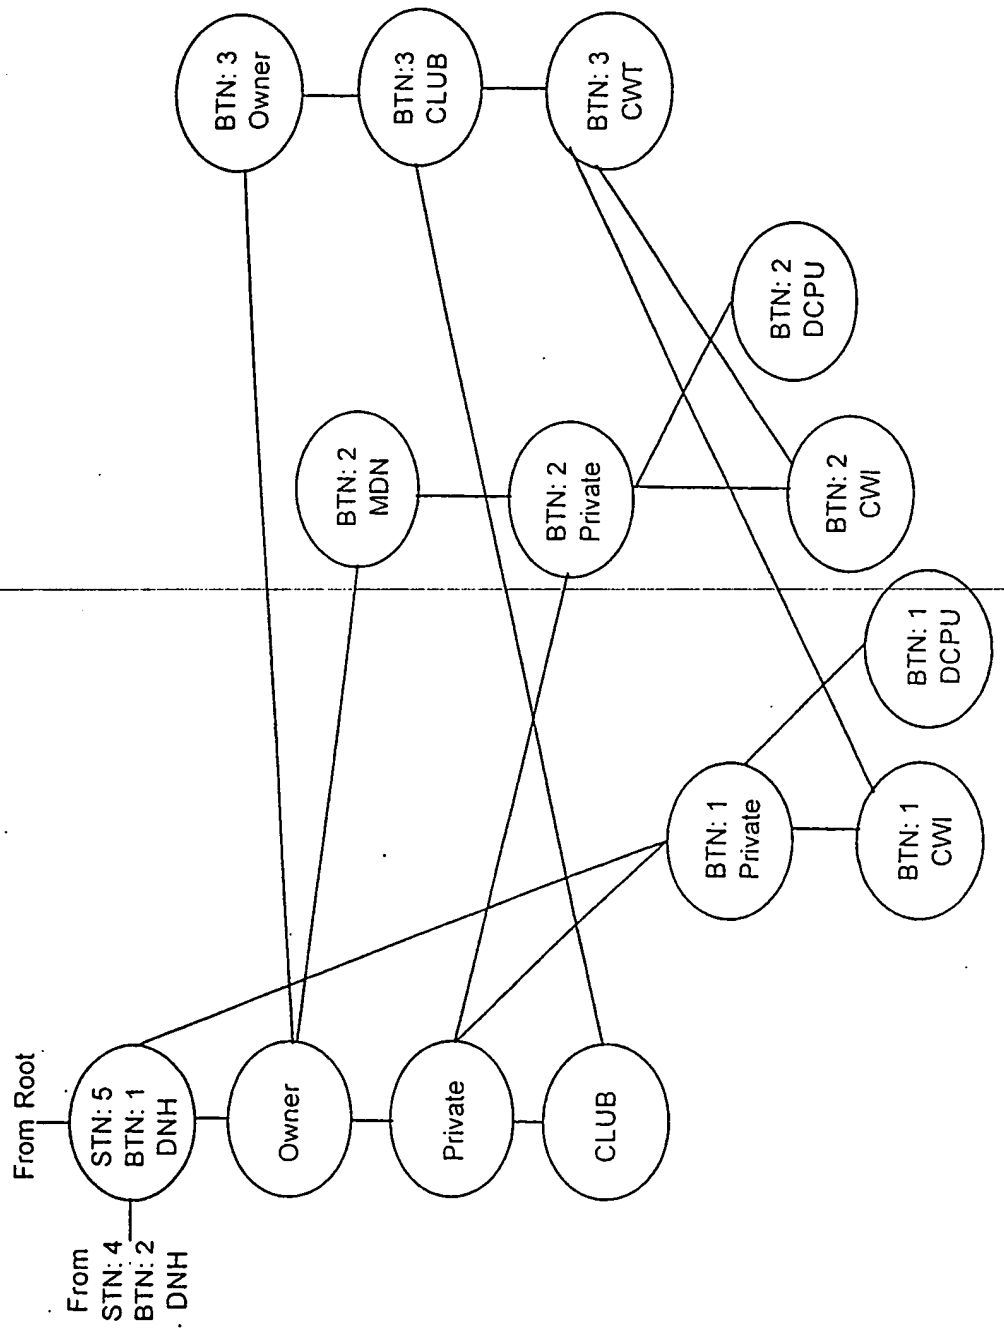 From Root
From
STN: 4
BTN: 2
DNH
STN: 5
BTN: 1
DNH
Owner
Private
CLUB
BTN: 1
Private
BTN: 1
CWI
BTN: 1
DCPU
BTN: 2
MDN
BTN: 2
Private
BTN: 2
CWI
BTN: 2
DCPU
BTN: 3
Owner
BTN:3
CLUB
BTN: 3
CWT